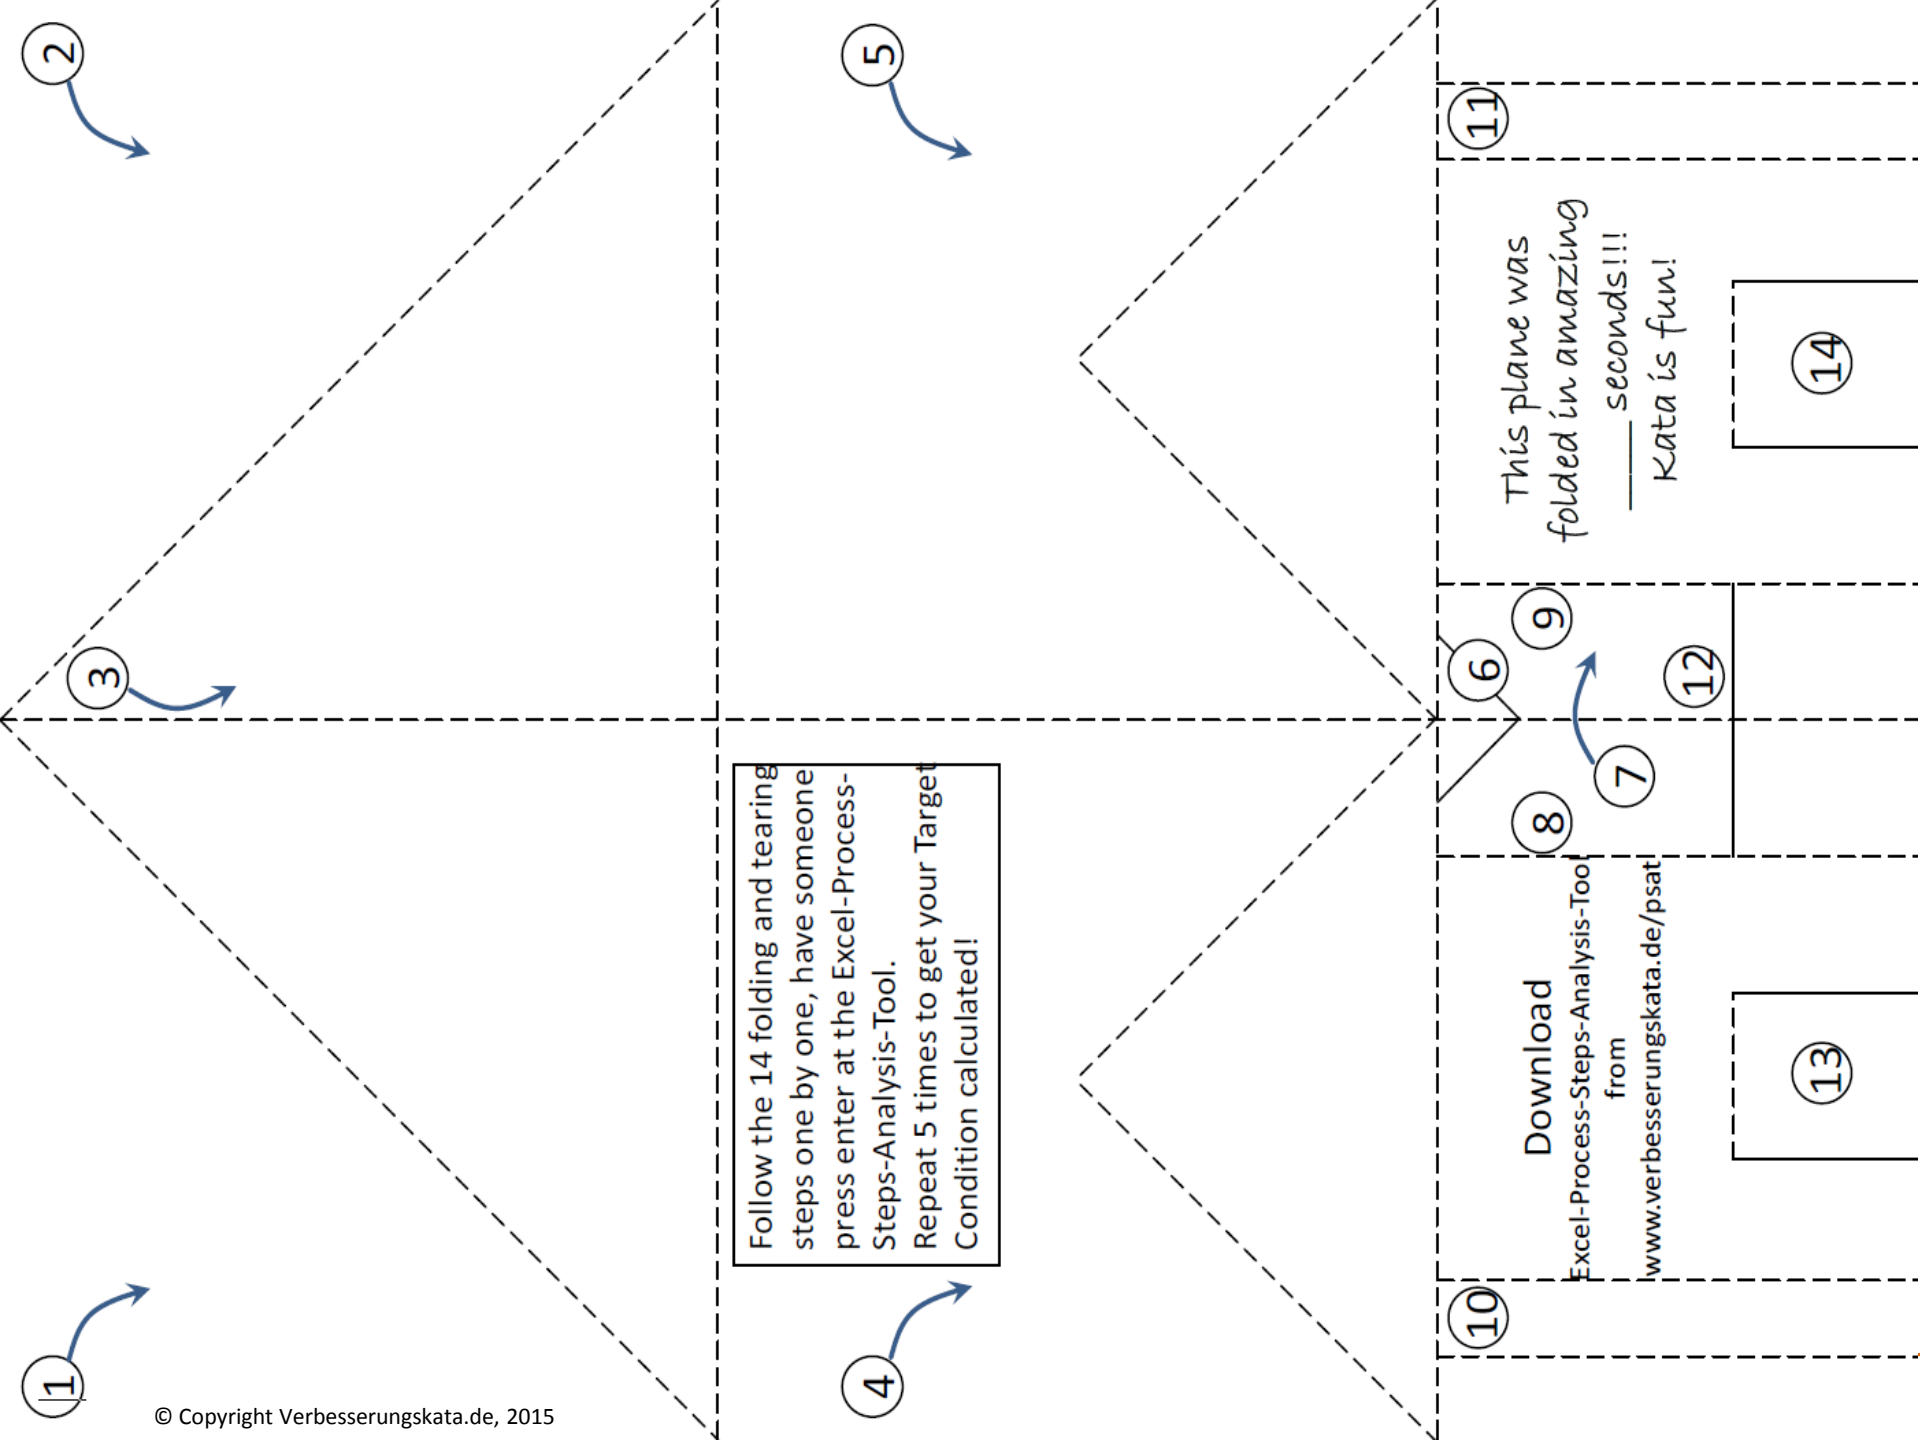 2
5
11
3
This plane was
folded in amazing
____ seconds!!!
Kata is fun!
14
6
9
12
7
8
Follow the 14 folding and tearing
steps one by one, have someone
press enter at the Excel-Process-
Steps-Analysis-Tool.
Repeat 5 times to get your Target
Condition calculated!
Download
Excel-Process-Steps-Analysis-Tool
from
www.verbesserungskata.de/psat
13
10
1
4
© Copyright Verbesserungskata.de, 2015